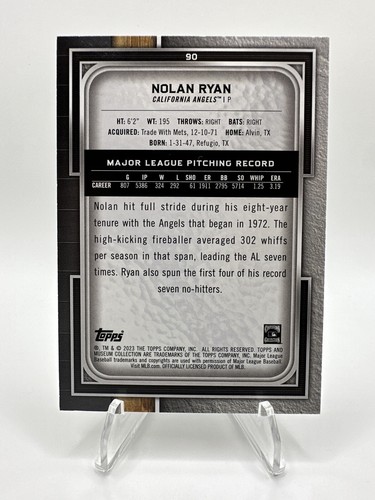 90
NOLAN RYAN
CALIFORNIA ANGELS™ | P
HT: 6'2" WT: 195 THROWS: RIGHT BATS: RIGHT
ACQUIRED: Trade With Mets, 12-10-71 HOME: Alvin, TX
BORN: 1-31-47, Refugio, TX
MAJOR LEAGUE PITCHING RECORD
G IP W L SHO ER BB SO WHIP ERA
CAREER 807 5386 324 292 61 1911 2795 5714 1.25 3.19
Nolan hit full stride during his eight-year
tenure with the Angels that began in 1972. The
high-kicking fireballer averaged 302 whiffs
per season in that span, leading the AL seven
times. Ryan also spun the first four of his record
seven no-hitters.
Topps
®, TM & © 2023 THE TOPPS COMPANY, INC. ALL RIGHTS RESERVED. TOPPS AND
MUSEUM COLLECTION ARE TRADEMARKS OF THE TOPPS COMPANY, INC. Major League
Baseball trademarks and copyrights are used with permission of Major League Baseball.
Visit MLB.com. OFFICIALLY LICENSED PRODUCT OF MLB.